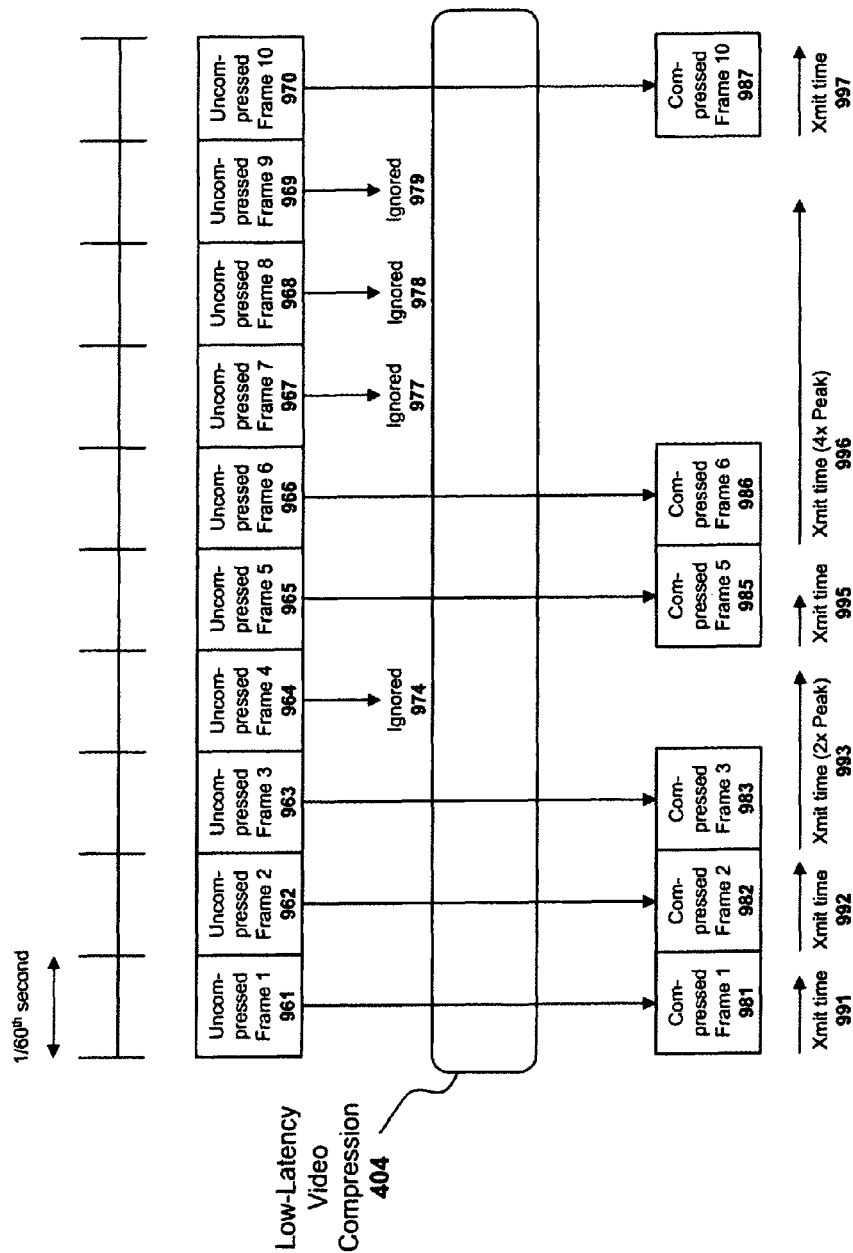 1/60th second
Uncom-
pressed
Frame 1
961
Uncom-
pressed
Frame 2
962
Uncom-
pressed
Frame 3
963
Uncom-
pressed
Frame 4
964
Uncom-
pressed
Frame 5
965
Uncom-
pressed
Frame 6
966
Uncom-
pressed
Frame 7
967
Uncom-
pressed
Frame 8
968
Uncom-
pressed
Frame 9
969
Uncom-
pressed
Frame 10
970
Ignored
974
Ignored
977
Ignored
978
Ignored
979
Low-Latency
Video
Compression
404
Com-
pressed
Frame 1
981
Com-
pressed
Frame 2
982
Com-
pressed
Frame 3
983
Com-
pressed
Frame 5
985
Com-
pressed
Frame 6
986
Com-
pressed
Frame 10
987
Xmit time
991
Xmit time
992
Xmit time (2x Peak)
993
Xmit time
995
Xmit time (4x Peak)
996
Xmit time
997